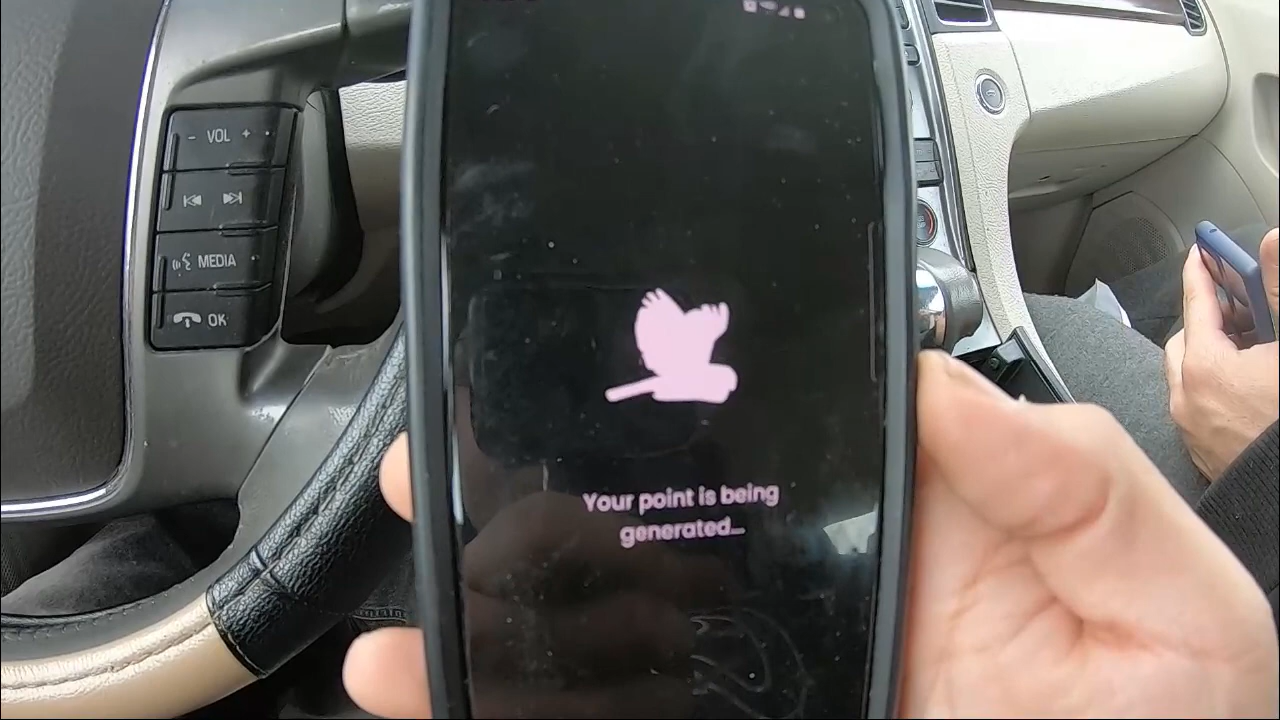 − VOL +
MEDIA
OK
Your point is being
generated...